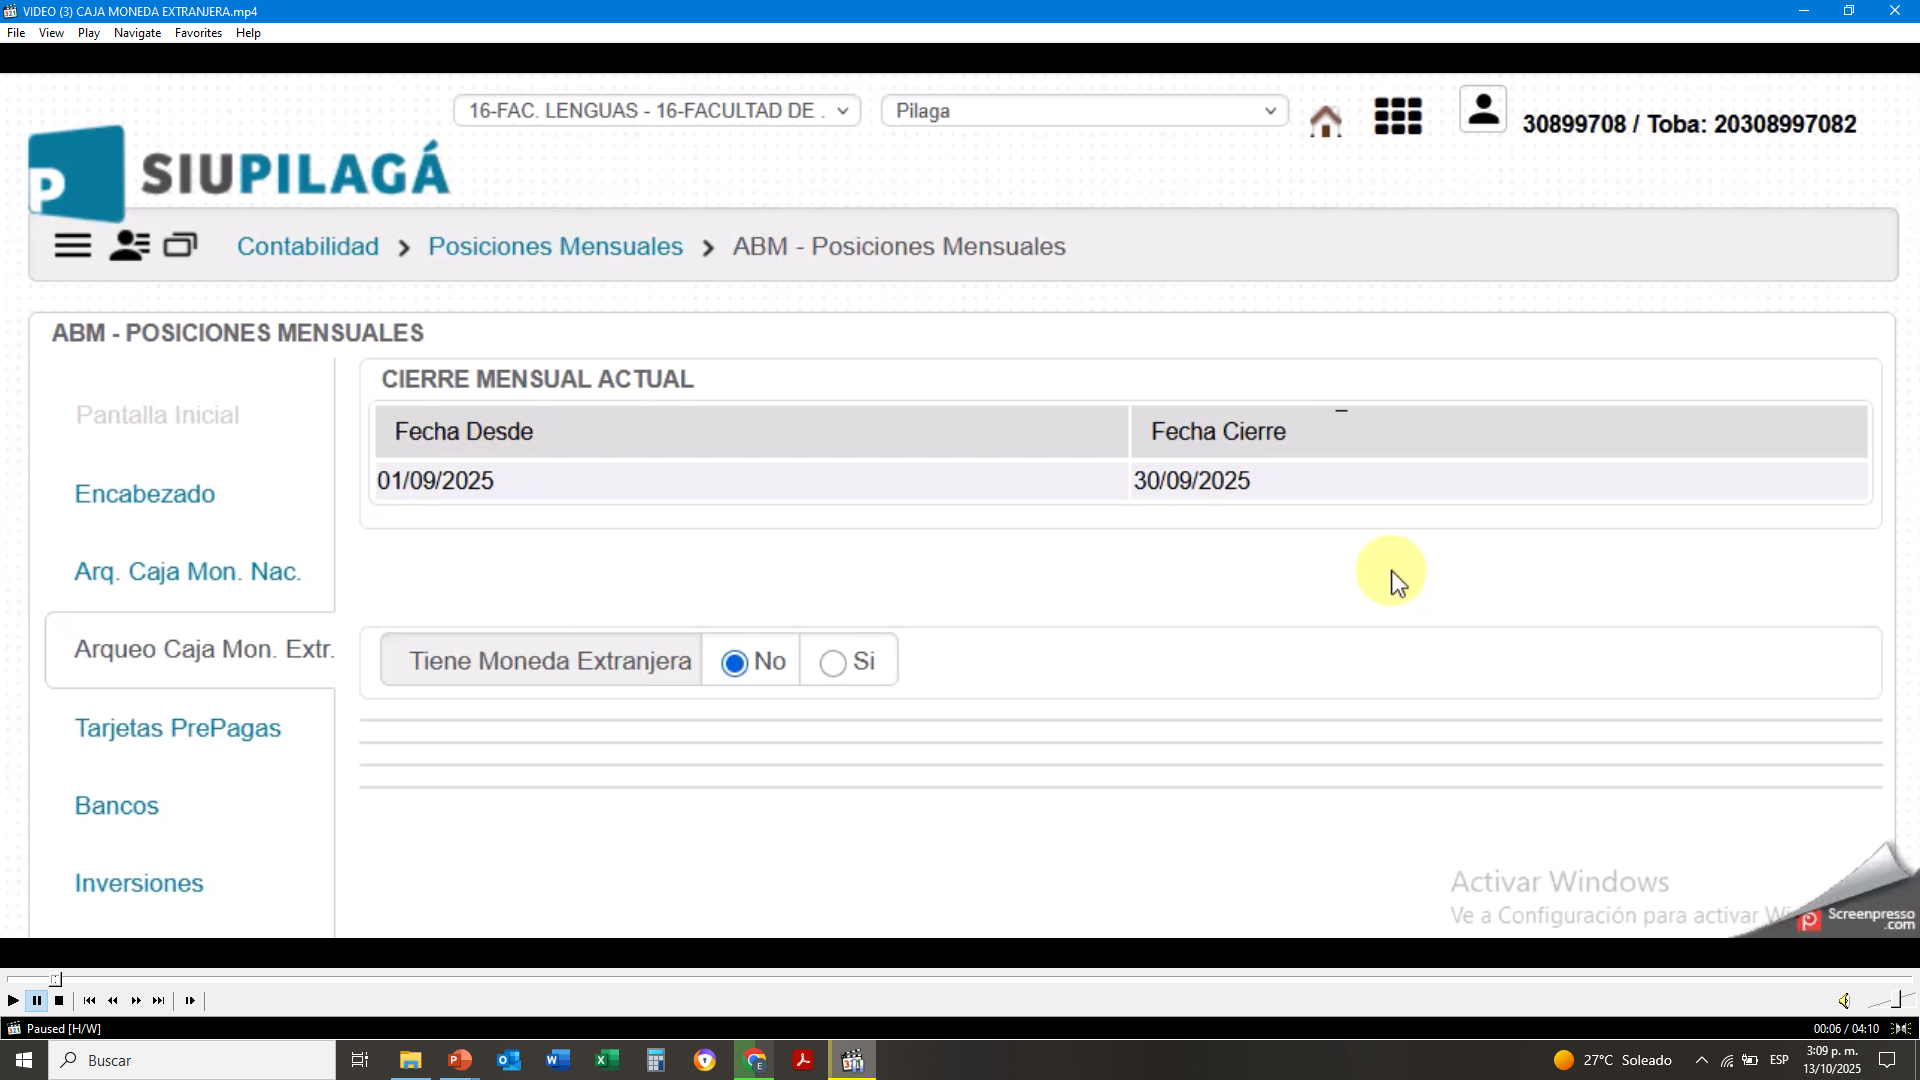 VIDEO (3) CAJA MONEDA EXTRANJERA.mp4
File View Play Navigate Favorites Help
16-FAC. LENGUAS - 16-FACULTAD DE .
Pilaga
30899708 / Toba: 20308997082
SIUPILAGÁ
Contabilidad > Posiciones Mensuales > ABM - Posiciones Mensuales
ABM - POSICIONES MENSUALES
CIERRE MENSUAL ACTUAL
Pantalla Inicial
Fecha Desde Fecha Cierre
01/09/2025 30/09/2025
Encabezado
Arq. Caja Mon. Nac.
Arqueo Caja Mon. Extr.
Tiene Moneda Extranjera No Si
Tarjetas PrePagas
Bancos
Inversiones
Activar Windows
Ve a Configuración para activar
Screenpresso
.com
Paused [H/W]
00:06 / 04:10
Buscar
27°C Soleado
ESP
3:09 p. m.
13/10/2025